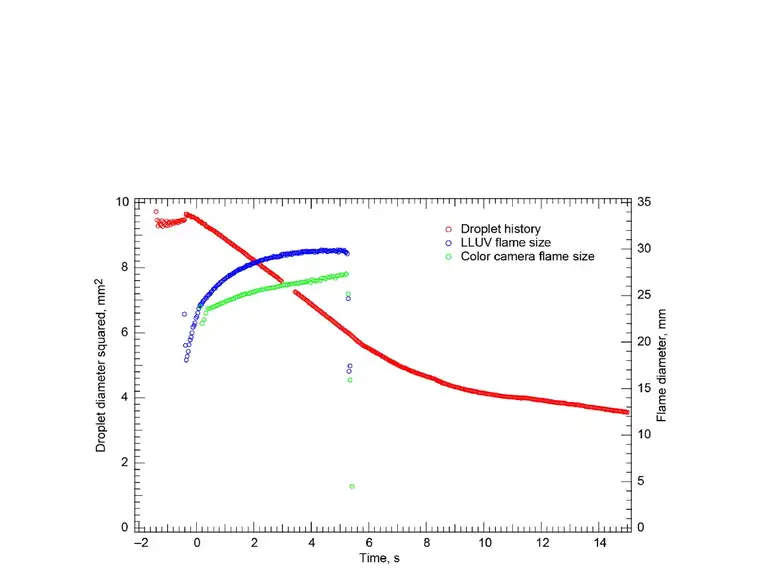 10
8
6
4
2
0
Droplet diameter squared, mm2
35
30
25
20
15
10
5
0
Flame diameter, mm
Droplet history
LLUV flame size
Color camera flame size
–2 0 2 4 6 8 10 12 14
Time, s